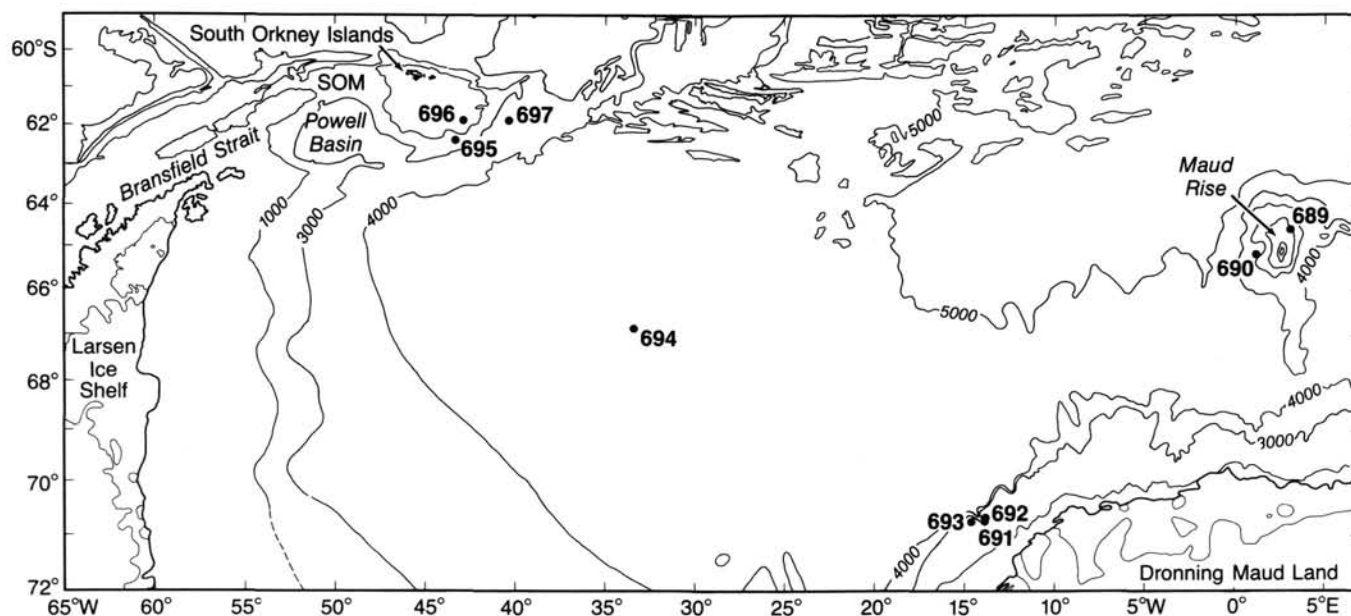 60°S
62°
64°
66°
68°
70°
72°
65°W
60°
55°
50°
45°
40°
35°
30°
25°
20°
15°
10°
5°W
0°
5°E
South Orkney Islands
SOM
696
697
695
Powell
Basin
Bransfield Strait
1000
3000
4000
5000
Maud
Rise
689
690
4000
5000
694
Larsen
Ice
Shelf
4000
3000
693
692
691
4000
Dronning Maud Land